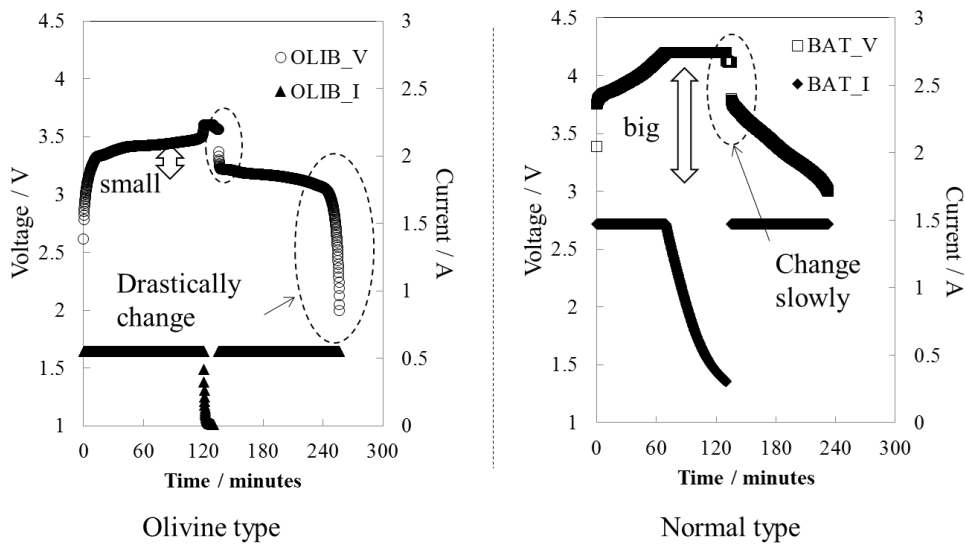 4.5
4
3.5
3
2.5
2
1.5
1
Voltage / V
3
2.5
2
1.5
1
0.5
0
Current / A
OLIB_V
OLIB_I
small
Drastically
change
0 60 120 180 240 300
Time / minutes
Olivine type
4.5
4
3.5
3
2.5
2
1.5
1
Voltage / V
3
2.5
2
1.5
1
0.5
0
Current / A
BAT_V
BAT_I
big
Change
slowly
0 60 120 180 240 300
Time / minutes
Normal type